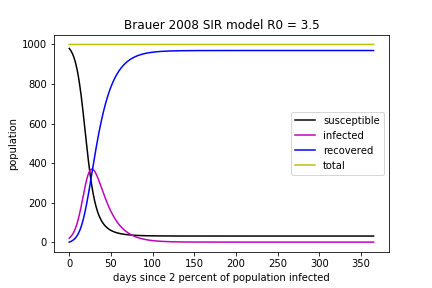 Brauer 2008 SIR model R0 = 3.5
1000
800
600
400
200
0
population
susceptible
infected
recovered
total
0 50 100 150 200 250 300 350
days since 2 percent of population infected